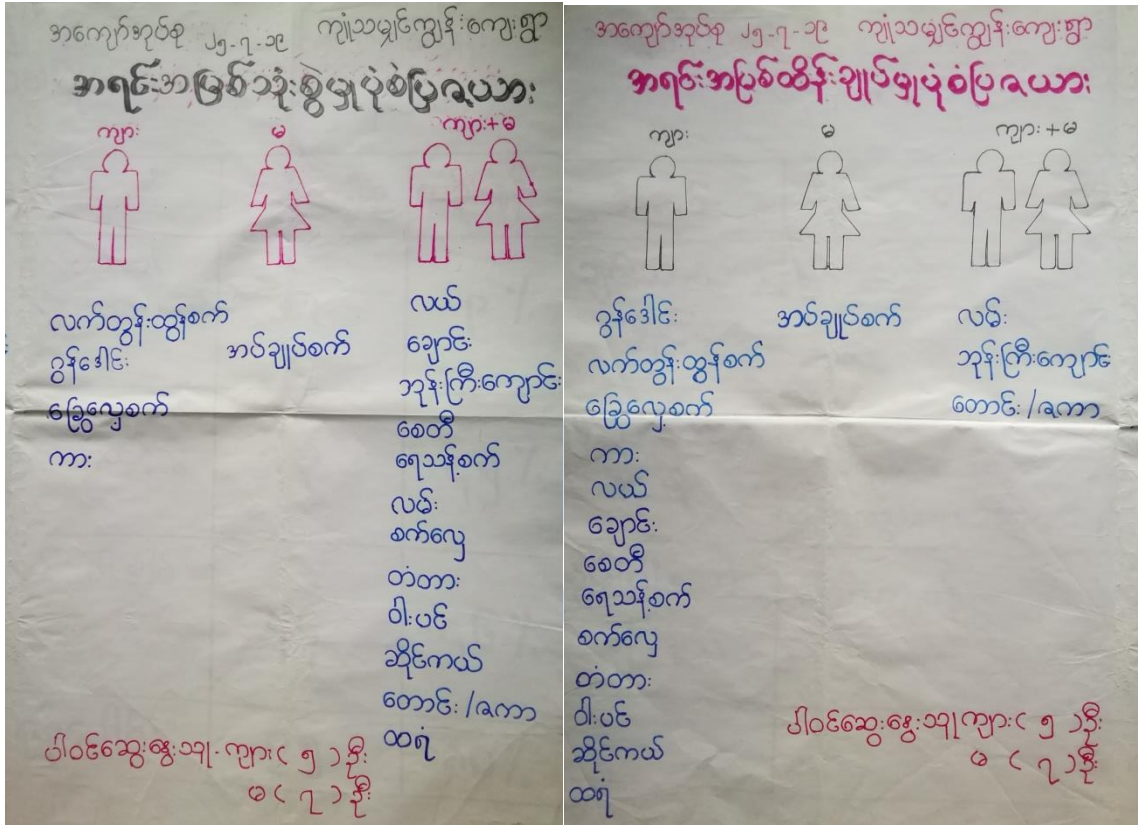 အကျော်အုပ်စု ၂၅-၇-၁၉ ကျုံသမျှင်ကျွန်းကျေးရွာ
အရင်းအမြစ်သုံးစွဲမှုပုံစံပြဇယား
ကျား မ ကျား+မ
လက်တွန်းထွန်စက်
ဂွန်ဒေါင်း
ခြွေလှေ့စက်
ကား
အပ်ချုပ်စက်
လယ်
ချောင်း
ဘုန်းကြီးကျောင်း
စေတီ
ရေသန့်စက်
လမ်း
စက်လှေ
တံတား
ဝါးပင်
ဆိုင်ကယ်
တောင်း/ဇကာ
ထရံ
ပါဝင်ဆွေးနွေးသူ-ကျား(၅)ဦး
မ(၇)ဦး
အကျော်အုပ်စု ၂၅-၇-၁၉ ကျုံသမျှင်ကျွန်းကျေးရွာ
အရင်းအမြစ်ထိန်းချုပ်မှုပုံစံပြဇယား
ကျား မ ကျား+မ
ဂွန်ဒေါင်း
လက်တွန်းထွန်စက်
ခြွေလှေ့စက်
ကား
လယ်
ချောင်း
စေတီ
ရေသန့်စက်
စက်လှေ
တံတား
ဝါးပင်
ဆိုင်ကယ်
ထရံ
အပ်ချုပ်စက်
လမ်း
ဘုန်းကြီးကျောင်း
တောင်း/ဇကာ
ပါဝင်ဆွေးနွေးသူကျား(၅)ဦး
မ (၇)ဦး